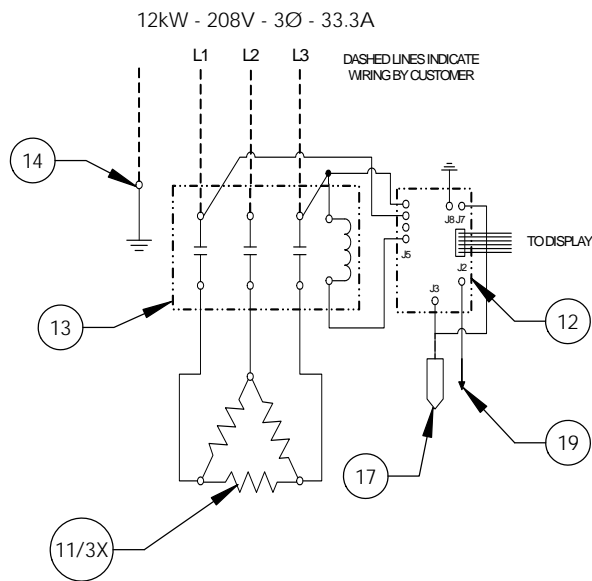 12kW - 208V - 3Ø - 33.3A
L1 L2 L3
DASHED LINES INDICATE
WIRING BY CUSTOMER
14
J8 J7
TO DISPLAY
J5
J2
J3
13
12
17
19
11/3X